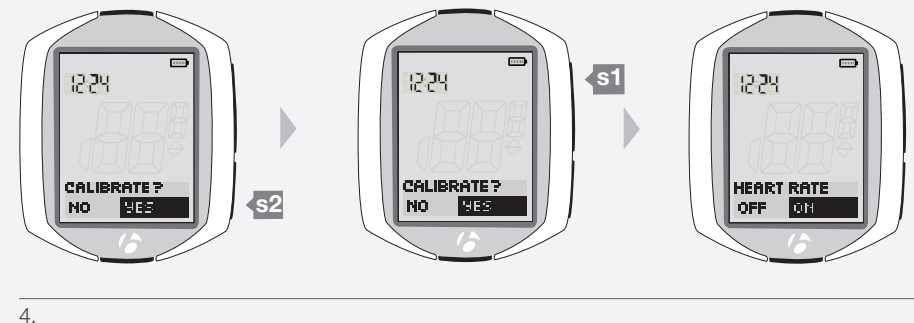 12:24
CALIBRATE?
NO YES
s2
12:24
CALIBRATE?
NO YES
s1
12:24
HEART RATE
OFF ON
4.